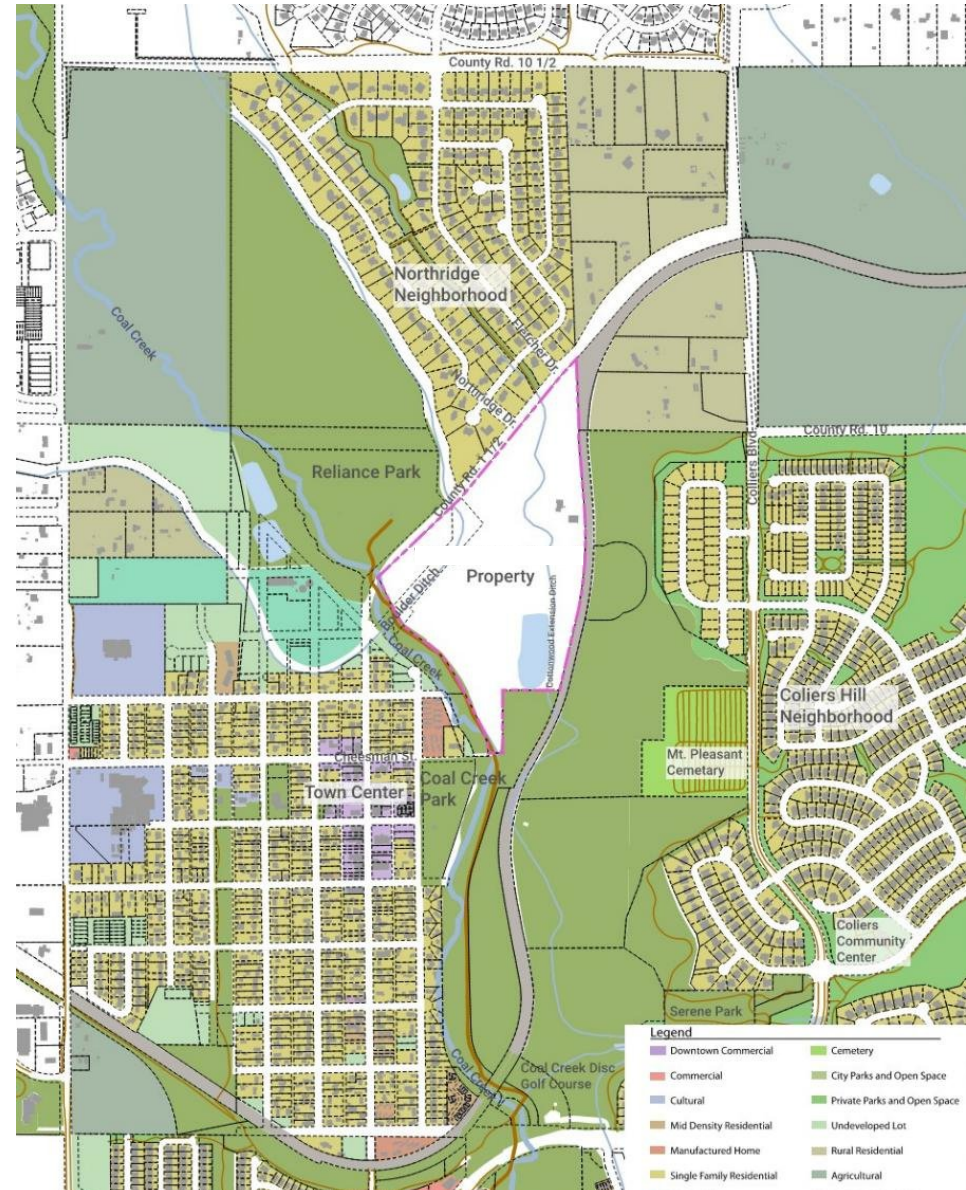 County Rd. 10 1/2
Northridge
Neighborhood
Coal Creek
Fletcher Dr.
Northridge Dr.
Colliers Blvd.
County Rd. 10
Reliance Park
County Rd. 1 1/2
Property
Boulder Ditch
Cottonwood Extension Ditch
Coal Creek
Coliers Hill
Neighborhood
Cheesman St.
Town Center
Coal Creek
Park
Mt. Pleasant
Cemetary
Coliers
Community
Center
Serene Park
Coal Creek
Coal Creek Disc
Golf Course
Legend
Downtown Commercial
Commercial
Cultural
Mid Density Residential
Manufactured Home
Single Family Residential
Cemetery
City Parks and Open Space
Private Parks and Open Space
Undeveloped Lot
Rural Residential
Agricultural